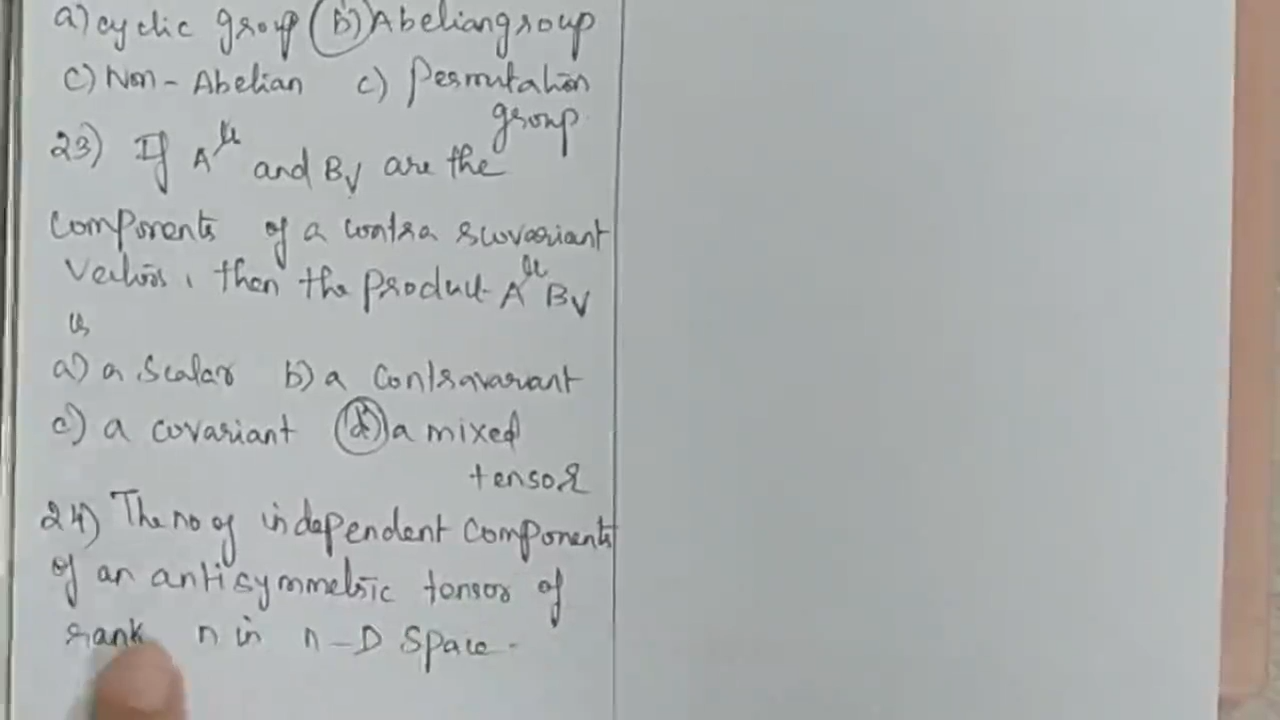 a) cyclic group (b) Abelian group
c) Non - Abelian c) Permutation
group
23) If A^μ and Bν are the
Components of a contra & covariant
Vectors, then the product A^μ Bν
is
a) a Scalar b) a Contravariant
c) a covariant (d) a mixed
tensor
24) The no of independent Components
of an antisymmetric tensor of
rank n in n-D Space -